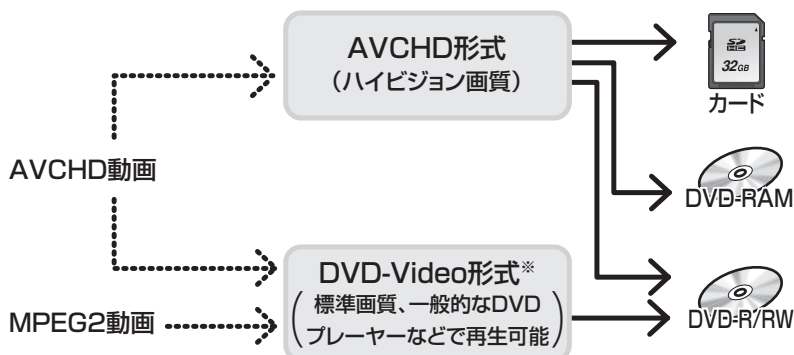 AVCHD形式
(ハイビジョン画質)
SD
HC
32GB
カード
AVCHD動画
DVD-RAM
DVD-Video形式※
(標準画質、一般的なDVD
プレーヤーなどで再生可能)
MPEG2動画
DVD-R/RW